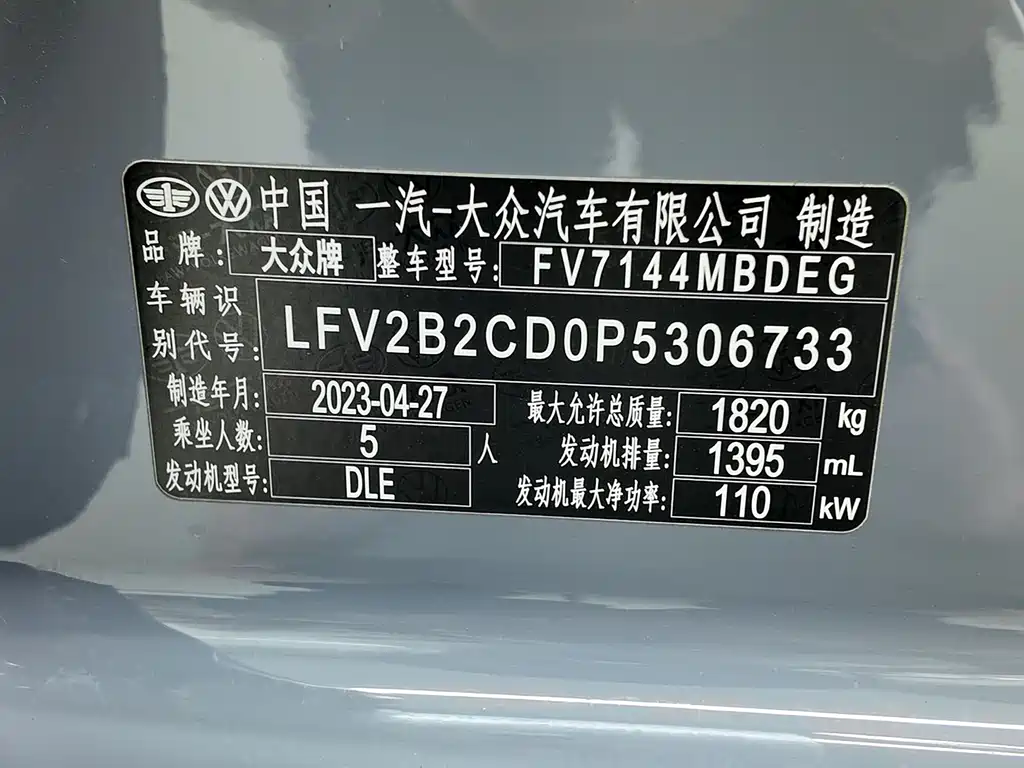 中国 一汽-大众汽车有限公司 制造
品牌: 大众牌 整车型号: FV7144MBDEG
车辆识别代号: LFV2B2CD0P5306733
制造年月: 2023-04-27 最大允许总质量: 1820 kg
乘坐人数: 5 人 发动机排量: 1395 mL
发动机型号: DLE 发动机最大净功率: 110 kW